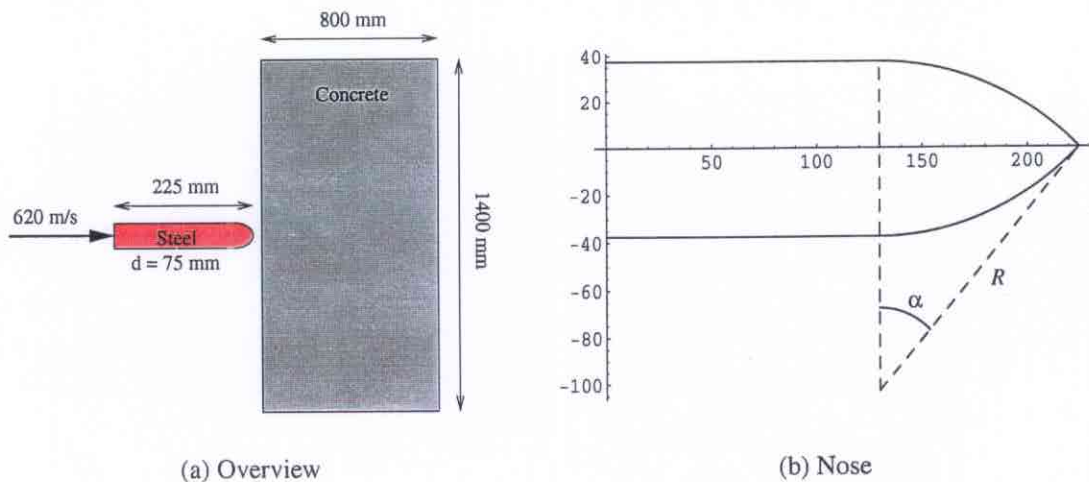 800 mm
Concrete
225 mm
620 m/s
Steel
d = 75 mm
1400 mm
(a) Overview
40
20
50
100
150
200
-20
-40
-60
-80
-100
α
R
(b) Nose